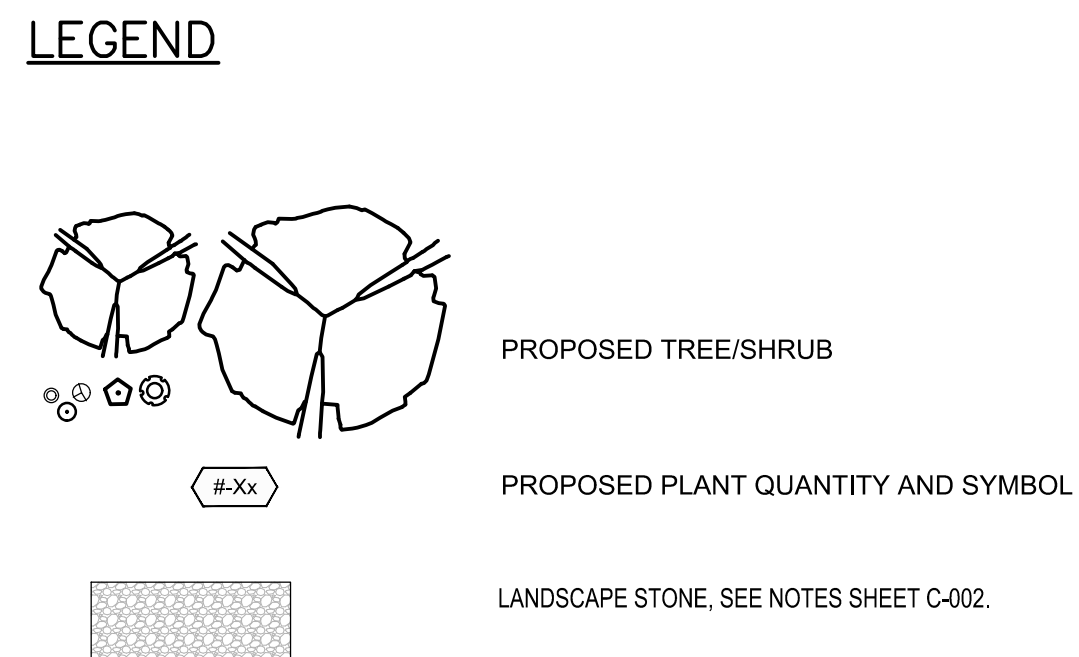 LEGEND
PROPOSED TREE/SHRUB
#-Xx
PROPOSED PLANT QUANTITY AND SYMBOL
LANDSCAPE STONE, SEE NOTES SHEET C-002.